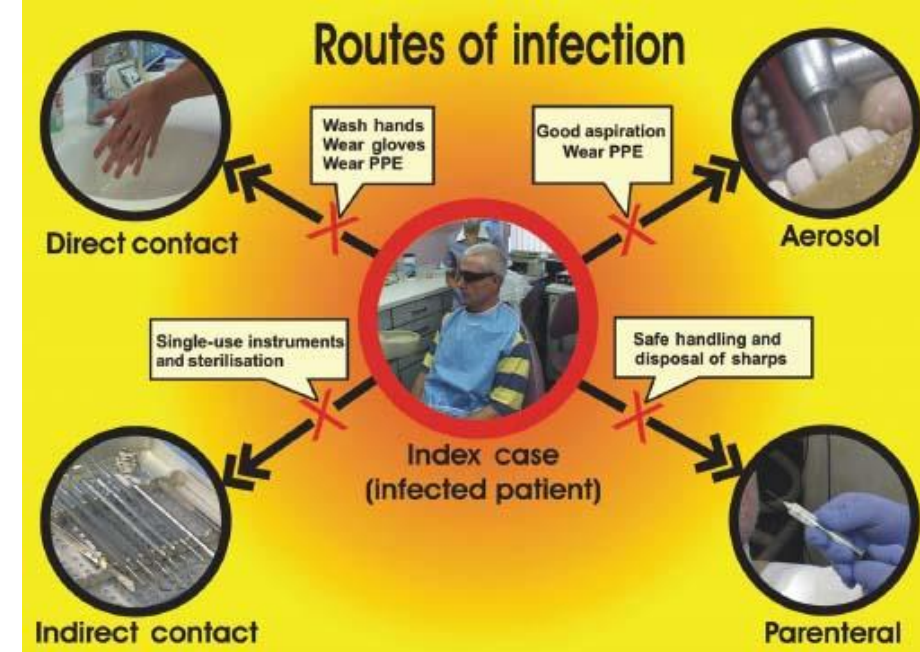 Routes of infection
Wash hands
Wear gloves
Wear PPE
Good aspiration
Wear PPE
Direct contact
Aerosol
Single-use instruments
and sterilisation
Safe handling and
disposal of sharps
Index case
(infected patient)
Indirect contact
Parenteral